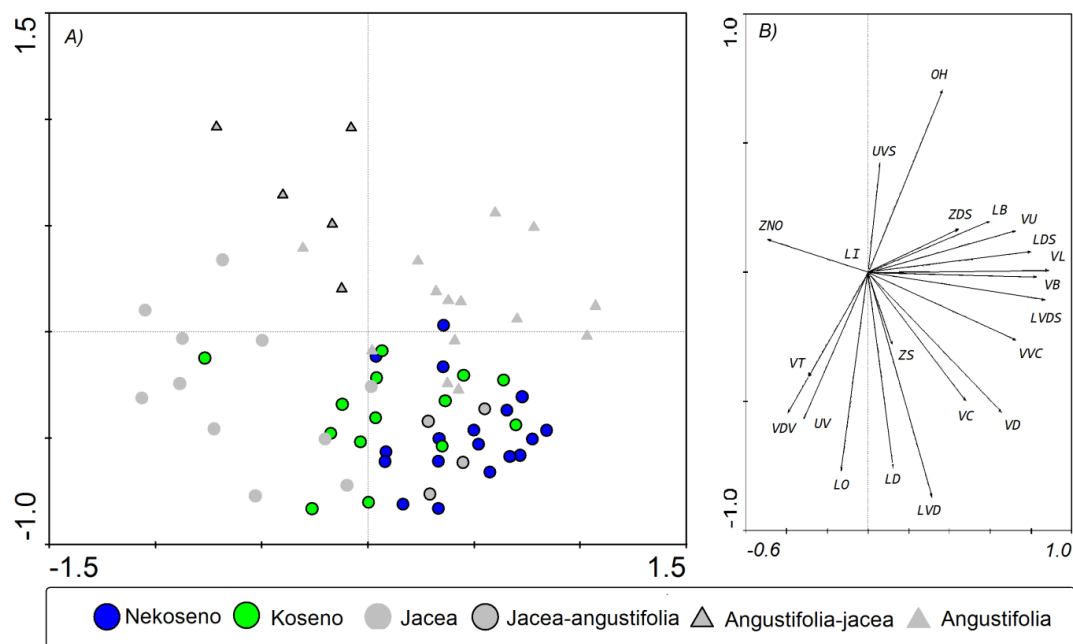 A)
1.5
-1.0
-1.5
1.5
B)
1.0
OH
UVS
ZDS
LB
VU
LDS
VL
VB
LVDS
ZNO
LI
VVC
ZS
VT
VC
VD
VDV
UV
LO
LD
LVD
-1.0
-0.6
1.0
Nekoseno Koseno Jacea Jacea-angustifolia Angustifolia-jacea Angustifolia